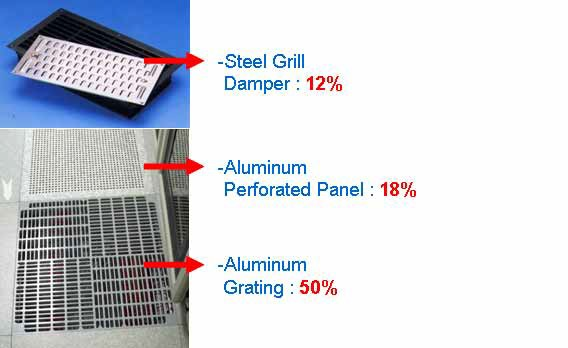 -Steel Grill
Damper : 12%
-Aluminum
Perforated Panel : 18%
-Aluminum
Grating : 50%